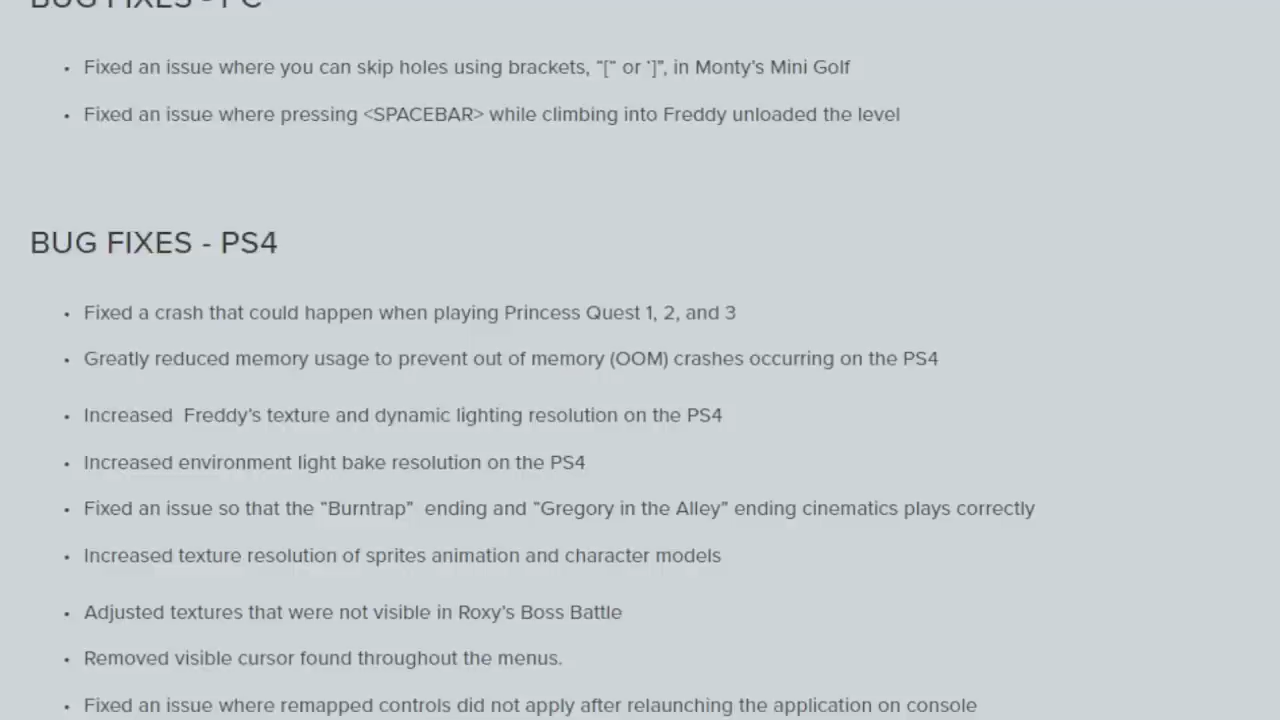 BUG FIXES - PC
• Fixed an issue where you can skip holes using brackets, “[“ or ‘]”, in Monty’s Mini Golf
• Fixed an issue where pressing <SPACEBAR> while climbing into Freddy unloaded the level
BUG FIXES - PS4
• Fixed a crash that could happen when playing Princess Quest 1, 2, and 3
• Greatly reduced memory usage to prevent out of memory (OOM) crashes occurring on the PS4
• Increased  Freddy’s texture and dynamic lighting resolution on the PS4
• Increased environment light bake resolution on the PS4
• Fixed an issue so that the “Burntrap”  ending and “Gregory in the Alley” ending cinematics plays correctly
• Increased texture resolution of sprites animation and character models
• Adjusted textures that were not visible in Roxy’s Boss Battle
• Removed visible cursor found throughout the menus.
• Fixed an issue where remapped controls did not apply after relaunching the application on console